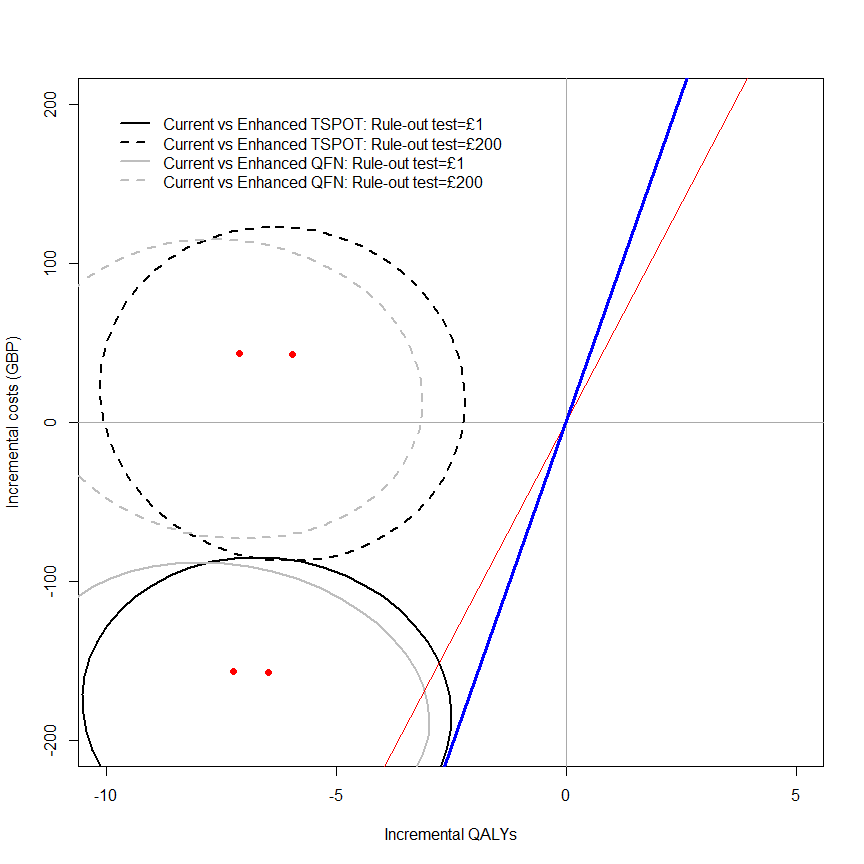 Current vs Enhanced TSPOT: Rule-out test=£1
Current vs Enhanced TSPOT: Rule-out test=£200
Current vs Enhanced QFN: Rule-out test=£1
Current vs Enhanced QFN: Rule-out test=£200
Incremental costs (GBP)
200
100
0
-100
-200
-10
-5
0
5
Incremental QALYs